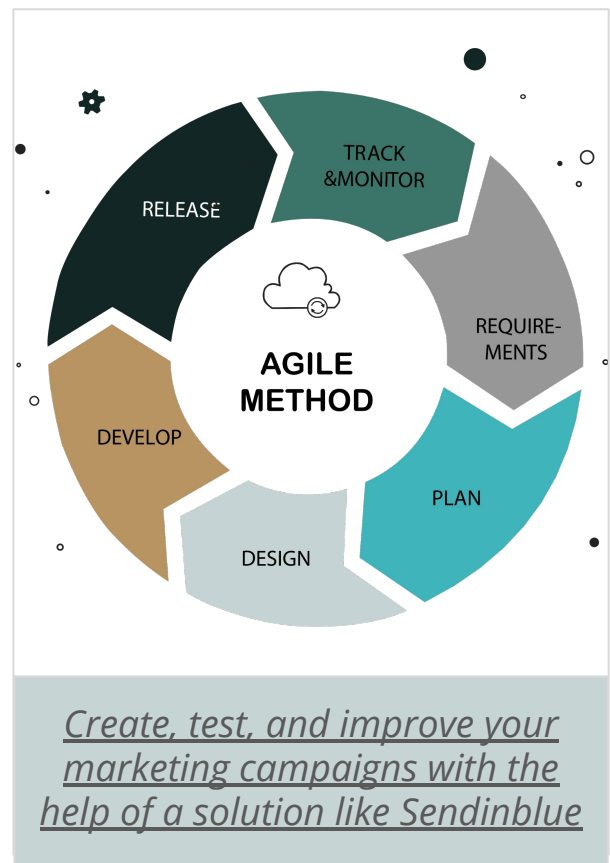 TRACK
&MONITOR
RELEASE
REQUIRE-
MENTS
AGILE
METHOD
DEVELOP
PLAN
DESIGN
Create, test, and improve your
marketing campaigns with the
help of a solution like Sendinblue